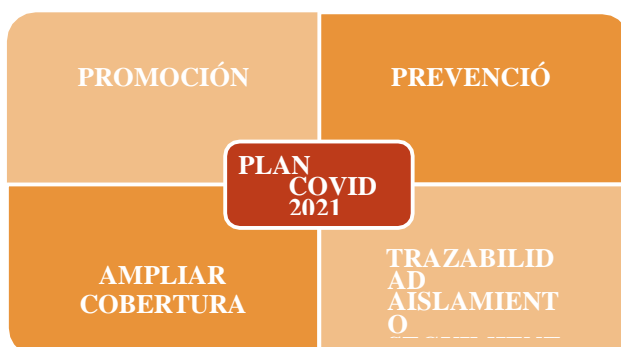 PROMOCIÓN
PREVENCIÓ
PLAN
COVID
2021
AMPLIAR
COBERTURA
TRAZABILID
AD
AISLAMIENT
O